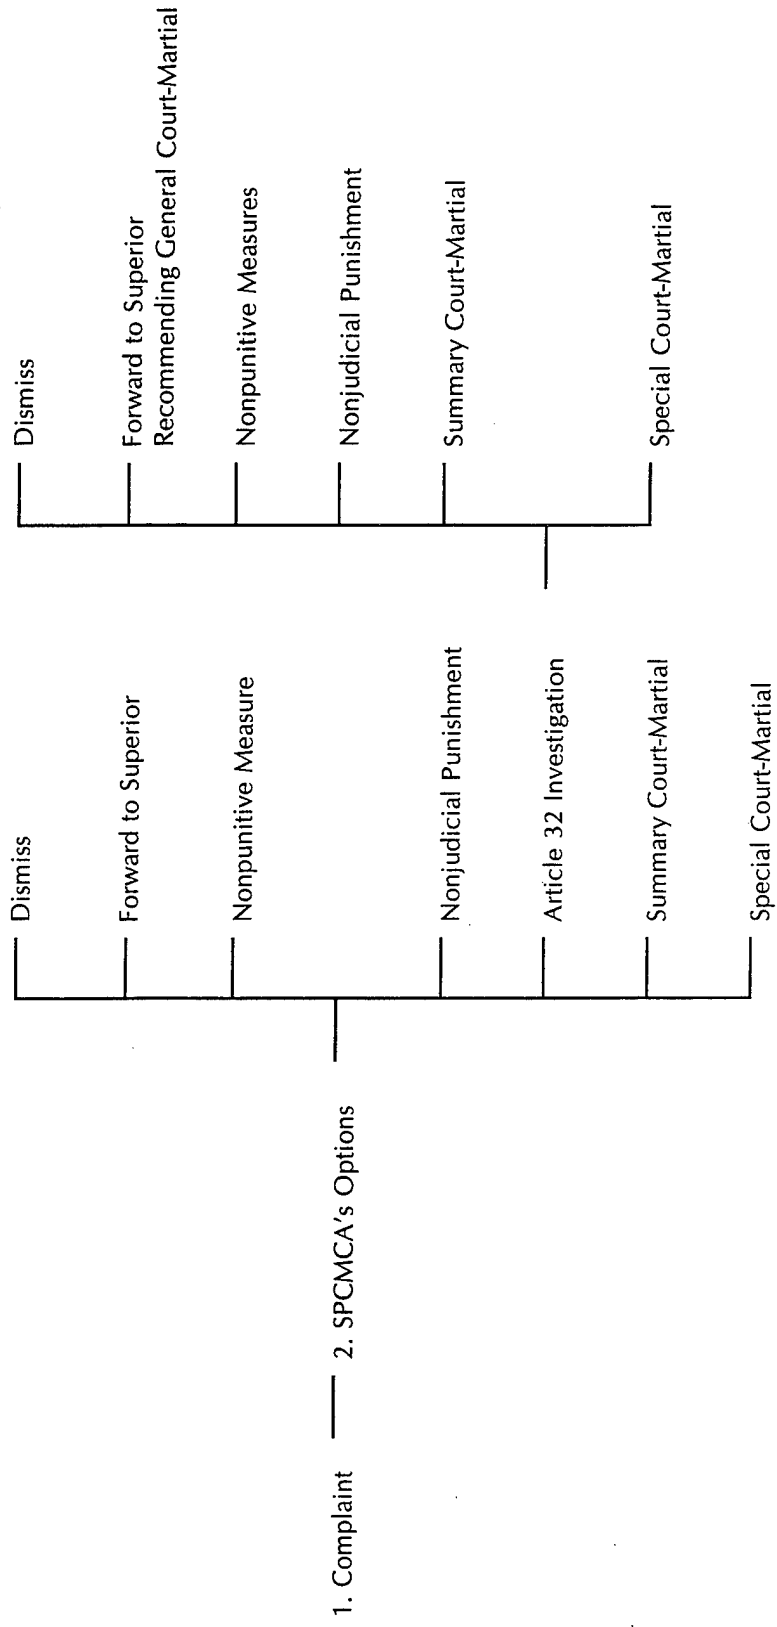 1. Complaint
2. SPCMCA's Options
Dismiss
Forward to Superior
Nonpunitive Measure
Nonjudicial Punishment
Article 32 Investigation
Summary Court-Martial
Special Court-Martial
Dismiss
Forward to Superior
Recommending General Court-Martial
Nonpunitive Measures
Nonjudicial Punishment
Summary Court-Martial
Special Court-Martial